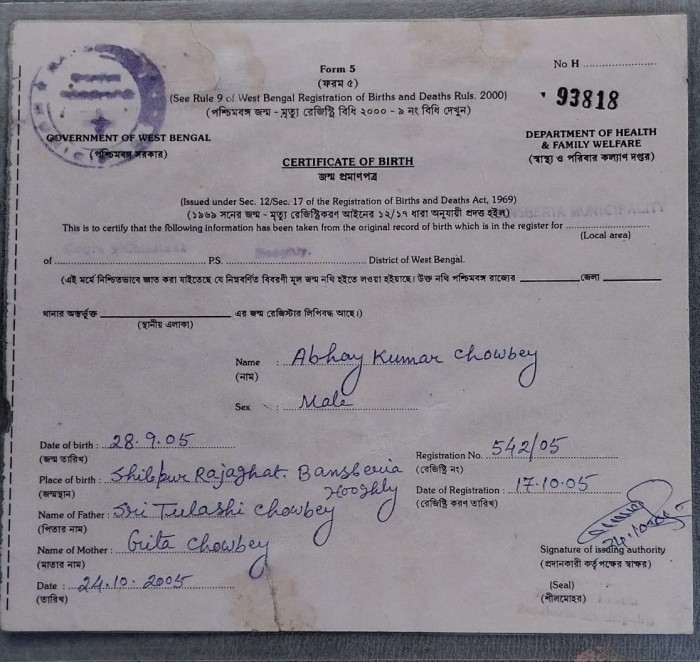 Form 5
(ফরম ৫)
No H ....................
(See Rule 9 of West Bengal Registration of Births and Deaths Ruls. 2000)
(পশ্চিমবঙ্গ জন্ম - মৃত্যু রেজিষ্ট্রি বিধি ২০০০ - ৯ নং বিধি দেখুন)
93818
GOVERNMENT OF WEST BENGAL
(পশ্চিমবঙ্গ সরকার)
DEPARTMENT OF HEALTH
& FAMILY WELFARE
(স্বাস্থ্য ও পরিবার কল্যাণ দপ্তর)
CERTIFICATE OF BIRTH
জন্ম প্রমাণপত্র
(Issued under Sec. 12/Sec. 17 of the Registration of Births and Deaths Act, 1969)
(১৯৬৯ সনের জন্ম - মৃত্যু রেজিষ্ট্রিকরণ আইনের ১২/১৭ ধারা অনুযায়ী প্রদত্ত হইল)
MUNICIPALITY
This is to certify that the following information has been taken from the original record of birth which is in the register for ....................
(Local area)
of .................... PS. Hooghly. .................... District of West Bengal.
(এই মর্মে নিশ্চিতভাবে জ্ঞাত করা যাইতেছে যে নিম্নবর্ণিত বিবরণী মূল জন্ম নথি হইতে লওয়া হইয়াছে। উক্ত নথি পশ্চিমবঙ্গ রাজ্যের ____________ জেলা ______
থানার অন্তর্ভুক্ত ____________ এর জন্ম রেজিস্টার লিপিবদ্ধ আছে।)
(স্থানীয় এলাকা)
Name : Abhay Kumar Chowbey
(নাম)
Sex : Male
Date of birth : 28.9.05
(জন্ম তারিখ)
Registration No. 542/05
(রেজিষ্ট্রি নং)
Place of birth : Shibpur Rajaghat. Bansberia
Hooghly
(জন্মস্থান)
Date of Registration : 17.10.05
(রেজিষ্ট্রি করণ তারিখ)
Name of Father : Sri Tulashi Chowbey
(পিতার নাম)
Name of Mother : Gita Chowbey
(মাতার নাম)
Signature of issuing authority
(প্রদানকারী কর্তৃপক্ষের স্বাক্ষর)
Date : 24.10.2005
(তারিখ)
(Seal)
(শীলমোহর)